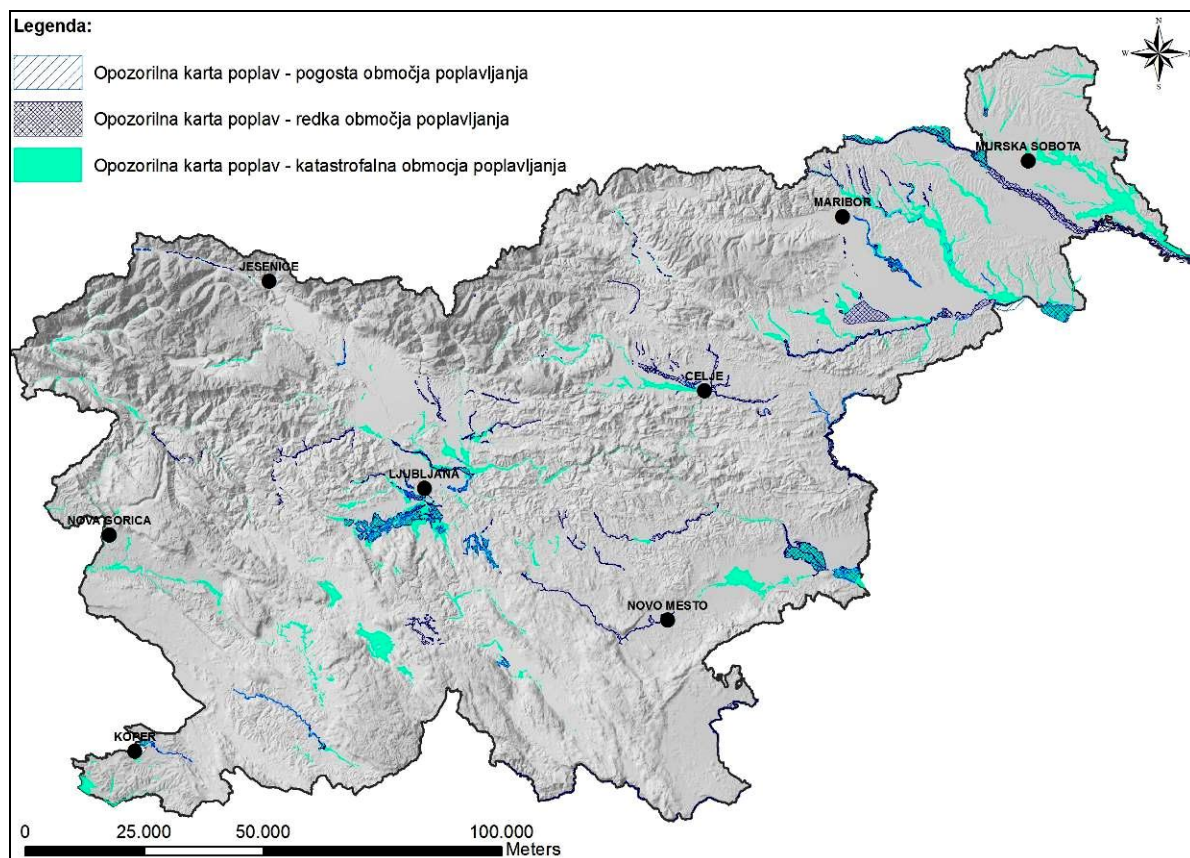 Legenda:
Opozorilna karta poplav - pogosta območja poplavljanja
Opozorilna karta poplav - redka območja poplavljanja
Opozorilna karta poplav - katastrofalna obmocja poplavljanja
N
W
E
S
MURSKA SOBOTA
MARIBOR
JESENICE
CELJE
LJUBLJANA
NOVA GORICA
NOVO MESTO
KOPER
0 25.000 50.000 100.000
Meters